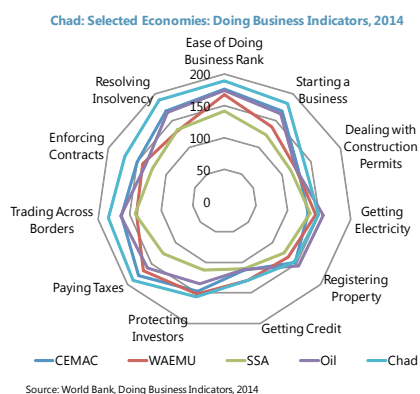 Chad: Selected Economies: Doing Business Indicators, 2014
Ease of Doing
Business Rank
Resolving
Insolvency
Starting a
Business
Enforcing
Contracts
Dealing with
Construction
Permits
200
150
100
50
0
Trading Across
Borders
Getting
Electricity
Paying Taxes
Registering
Property
Protecting
Investors
Getting Credit
CEMAC WAEMU SSA Oil Chad
Source: World Bank, Doing Business Indicators, 2014